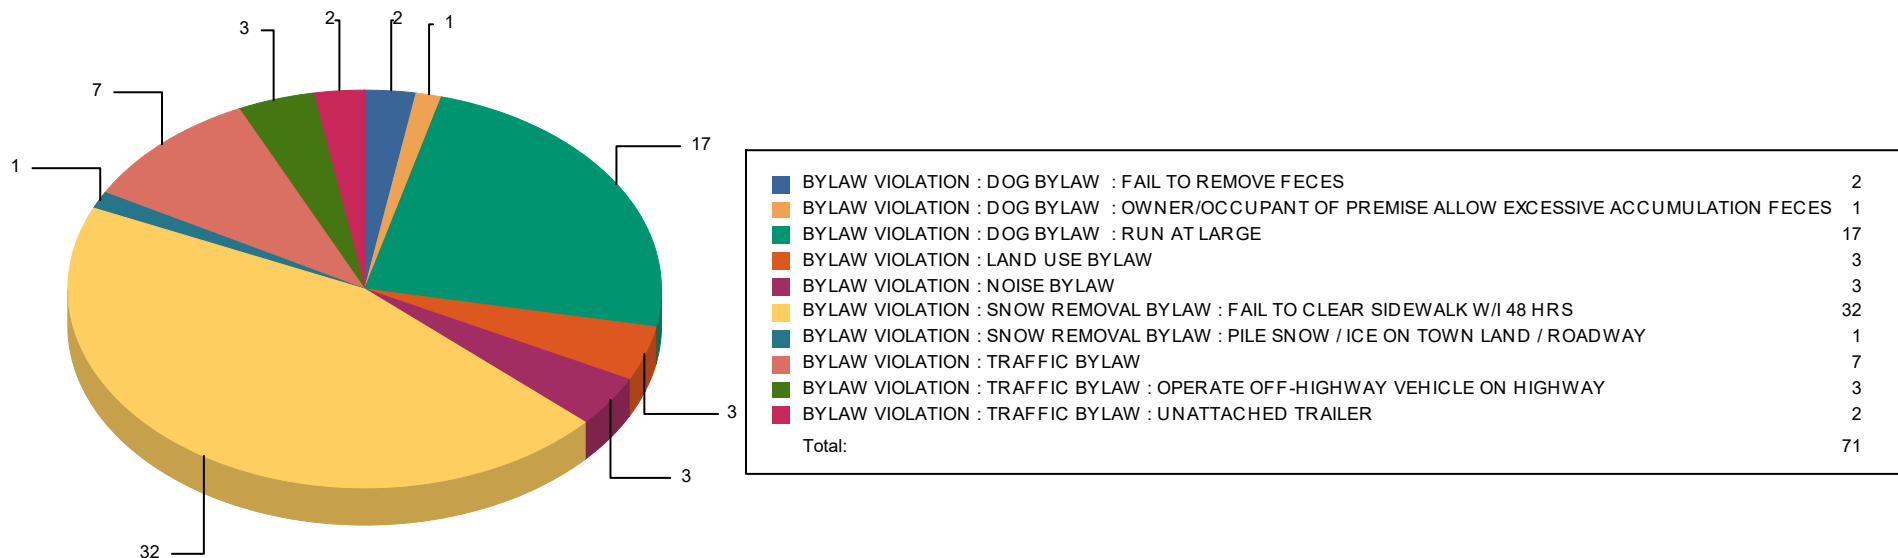 2
2
1
3
7
17
1
3
3
32
BYLAW VIOLATION : DOG BYLAW : FAIL TO REMOVE FECES 2
BYLAW VIOLATION : DOG BYLAW : OWNER/OCCUPANT OF PREMISE ALLOW EXCESSIVE ACCUMULATION FECES 1
BYLAW VIOLATION : DOG BYLAW : RUN AT LARGE 17
BYLAW VIOLATION : LAND USE BYLAW 3
BYLAW VIOLATION : NOISE BYLAW 3
BYLAW VIOLATION : SNOW REMOVAL BYLAW : FAIL TO CLEAR SIDEWALK W/I 48 HRS 32
BYLAW VIOLATION : SNOW REMOVAL BYLAW : PILE SNOW / ICE ON TOWN LAND / ROADWAY 1
BYLAW VIOLATION : TRAFFIC BYLAW 7
BYLAW VIOLATION : TRAFFIC BYLAW : OPERATE OFF-HIGHWAY VEHICLE ON HIGHWAY 3
BYLAW VIOLATION : TRAFFIC BYLAW : UNATTACHED TRAILER 2
Total: 71